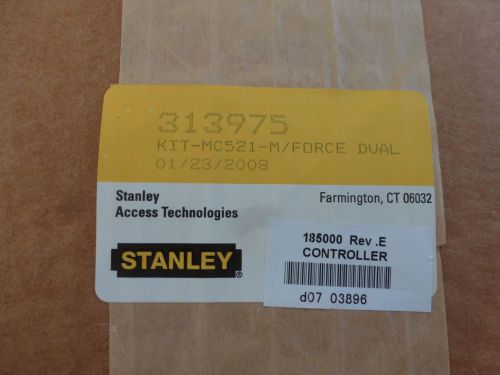 313975
KIT-MC521-M/FORCE DUAL
01/23/2008
Stanley
Access Technologies
Farmington, CT 06032
STANLEY®
185000 Rev .E
CONTROLLER
d07 03896